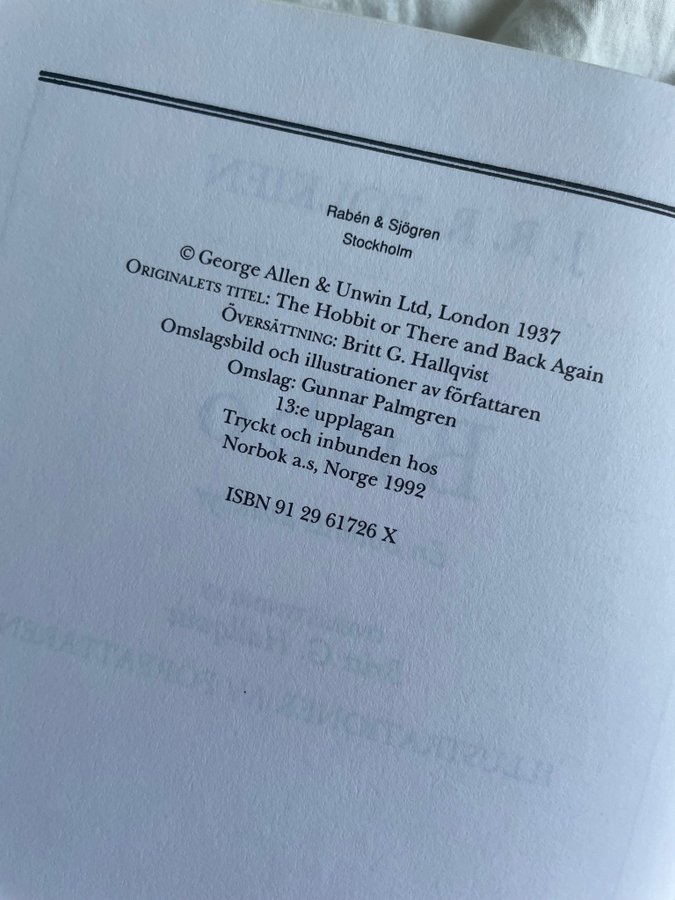 Rabén & Sjögren
Stockholm
© George Allen & Unwin Ltd, London 1937
ORIGINALETS TITEL: The Hobbit or There and Back Again
ÖVERSÄTTNING: Britt G. Hallqvist
Omslagsbild och illustrationer av författaren
Omslag: Gunnar Palmgren
13:e upplagan
Tryckt och inbunden hos
Norbok a.s, Norge 1992
ISBN 91 29 61726 X